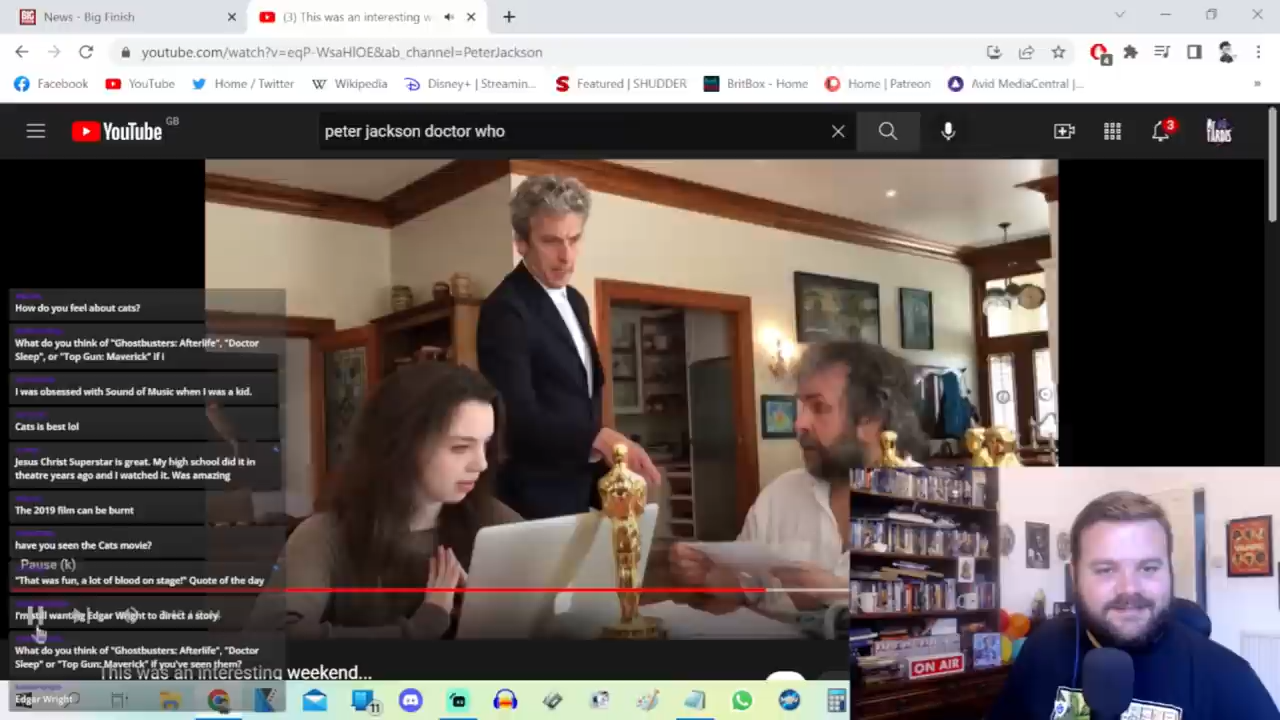 News - Big Finish
(3) This was an interesting w
youtube.com/watch?v=eqP-WsaHlOE&ab_channel=PeterJackson
4
Facebook
YouTube
Home / Twitter
Wikipedia
Disney+ | Streamin...
Featured | SHUDDER
BritBox - Home
Home | Patreon
Avid MediaCentral |...
»
YouTube GB
peter jackson doctor who
3
MY TARDIS
How do you feel about cats?
What do you think of "Ghostbusters: Afterlife", "Doctor
Sleep", or "Top Gun: Maverick" if i
I was obsessed with Sound of Music when I was a kid.
Cats is best lol
Jesus Christ Superstar is great. My high school did it in
theatre years ago and I watched it. Was amazing
The 2019 film can be burnt
have you seen the Cats movie?
Pause (k)
"That was fun, a lot of blood on stage!" Quote of the day
I'm still wanting Edgar Wright to direct a story
What do you think of "Ghostbusters: Afterlife", "Doctor
Sleep" or "Top Gun: Maverick" if you've seen them?
This was an interesting weekend...
Edgar Wright
11
ON AIR